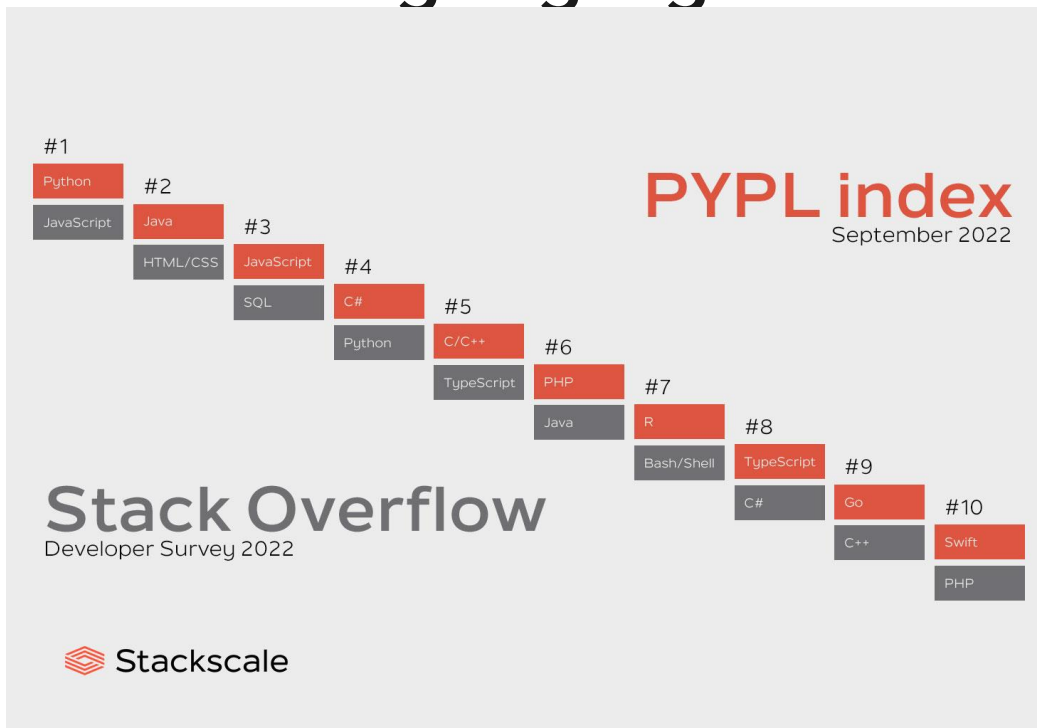 #1
Python
JavaScript
#2
Java
HTML/CSS
#3
JavaScript
SQL
#4
C#
Python
#5
C/C++
TypeScript
#6
PHP
Java
#7
R
Bash/Shell
#8
TypeScript
C#
#9
Go
C++
#10
Swift
PHP
PYPL index
September 2022
Stack Overflow
Developer Survey 2022
Stackscale